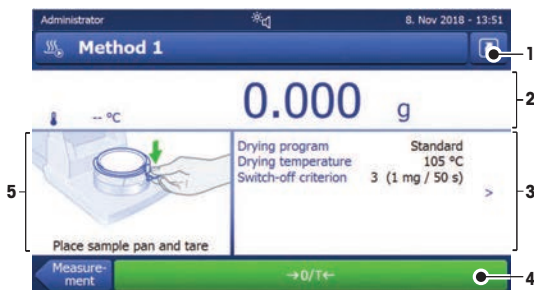 Administrator
8. Nov 2018 - 13:51
Method 1
1
-- °C
0.000 g
2
Drying program Standard
Drying temperature 105 °C
Switch-off criterion 3 (1 mg / 50 s)
>
3
5
Place sample pan and tare
Measure-
ment
→0/T←
4